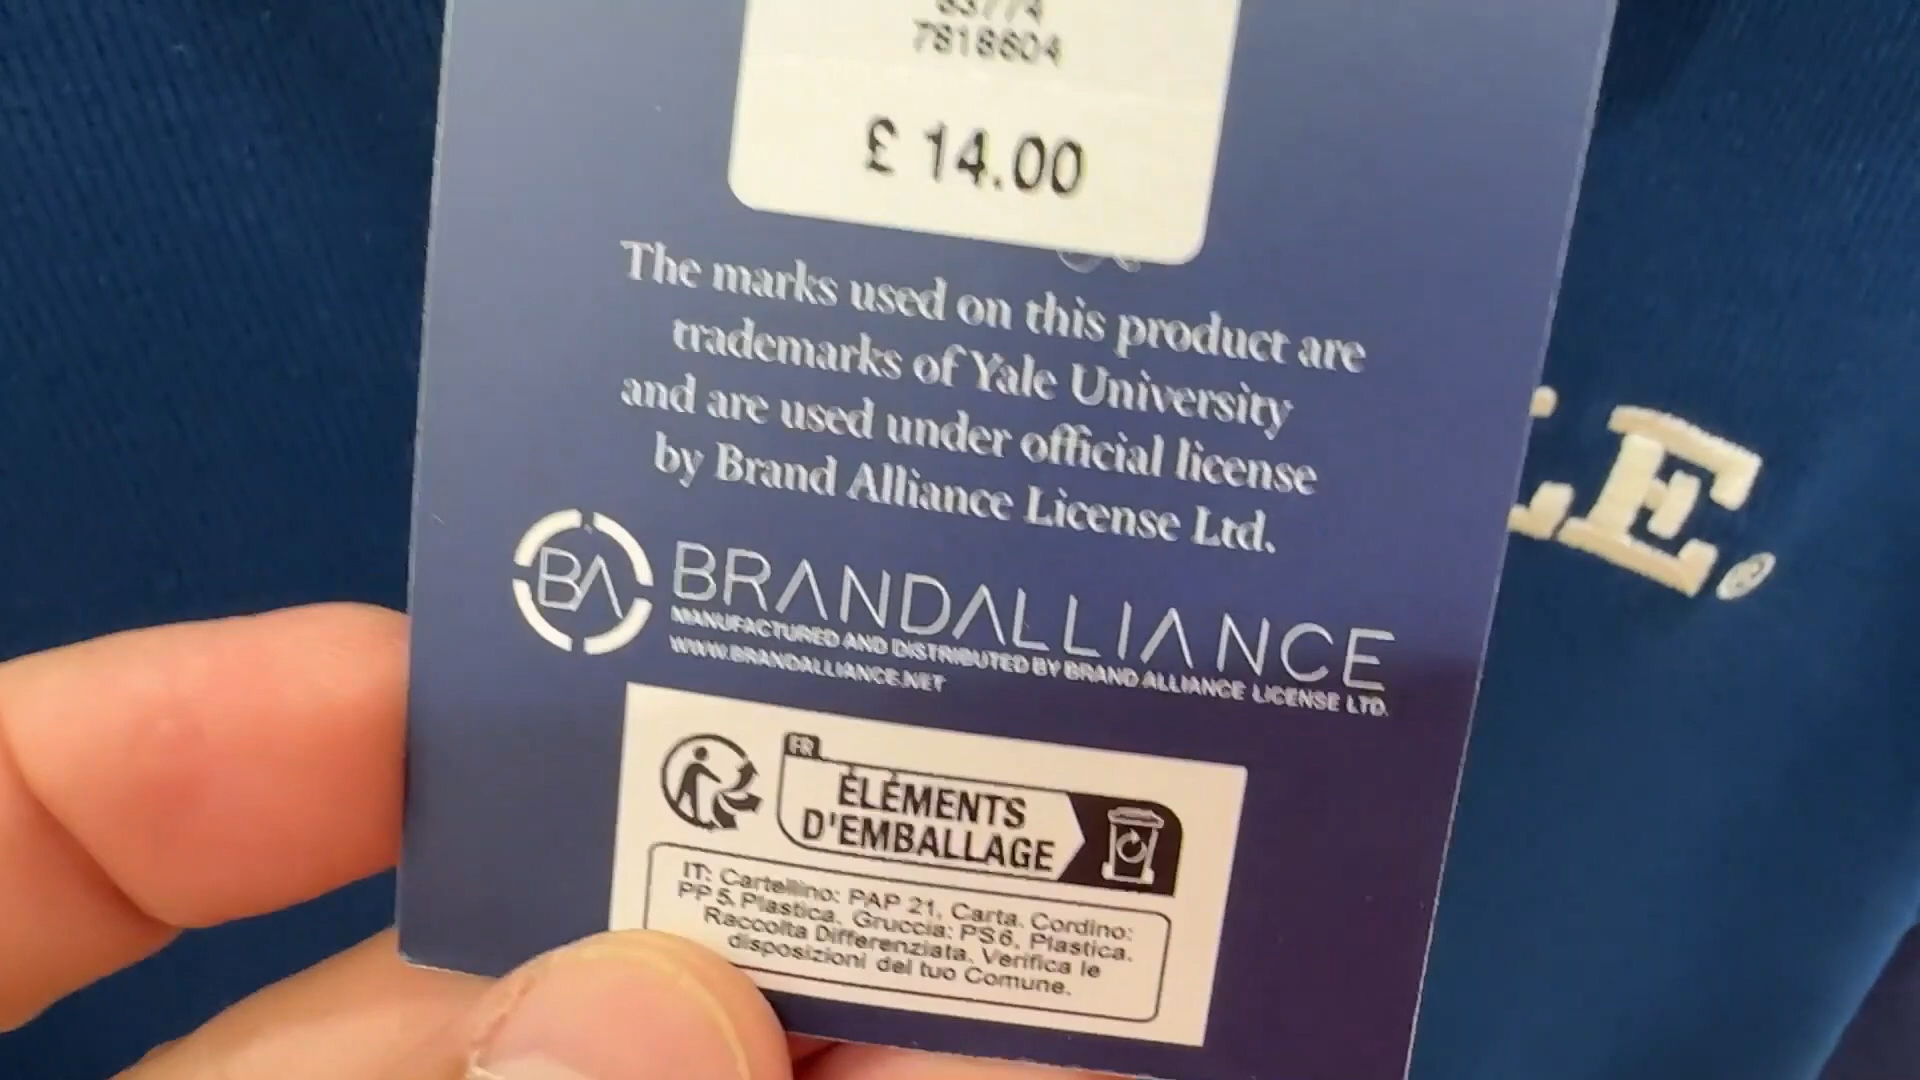 7818604
£ 14.00
The marks used on this product are
trademarks of Yale University
and are used under official license
by Brand Alliance License Ltd.
BA
BRANDALLIANCE
MANUFACTURED AND DISTRIBUTED BY BRAND ALLIANCE LICENSE LTD.
WWW.BRANDALLIANCE.NET
LE®
FR
ÉLÉMENTS
D'EMBALLAGE
IT: Cartellino: PAP 21, Carta. Cordino:
PP 5, Plastica. Gruccia: PS6, Plastica.
Raccolta Differenziata. Verifica le
disposizioni del tuo Comune.